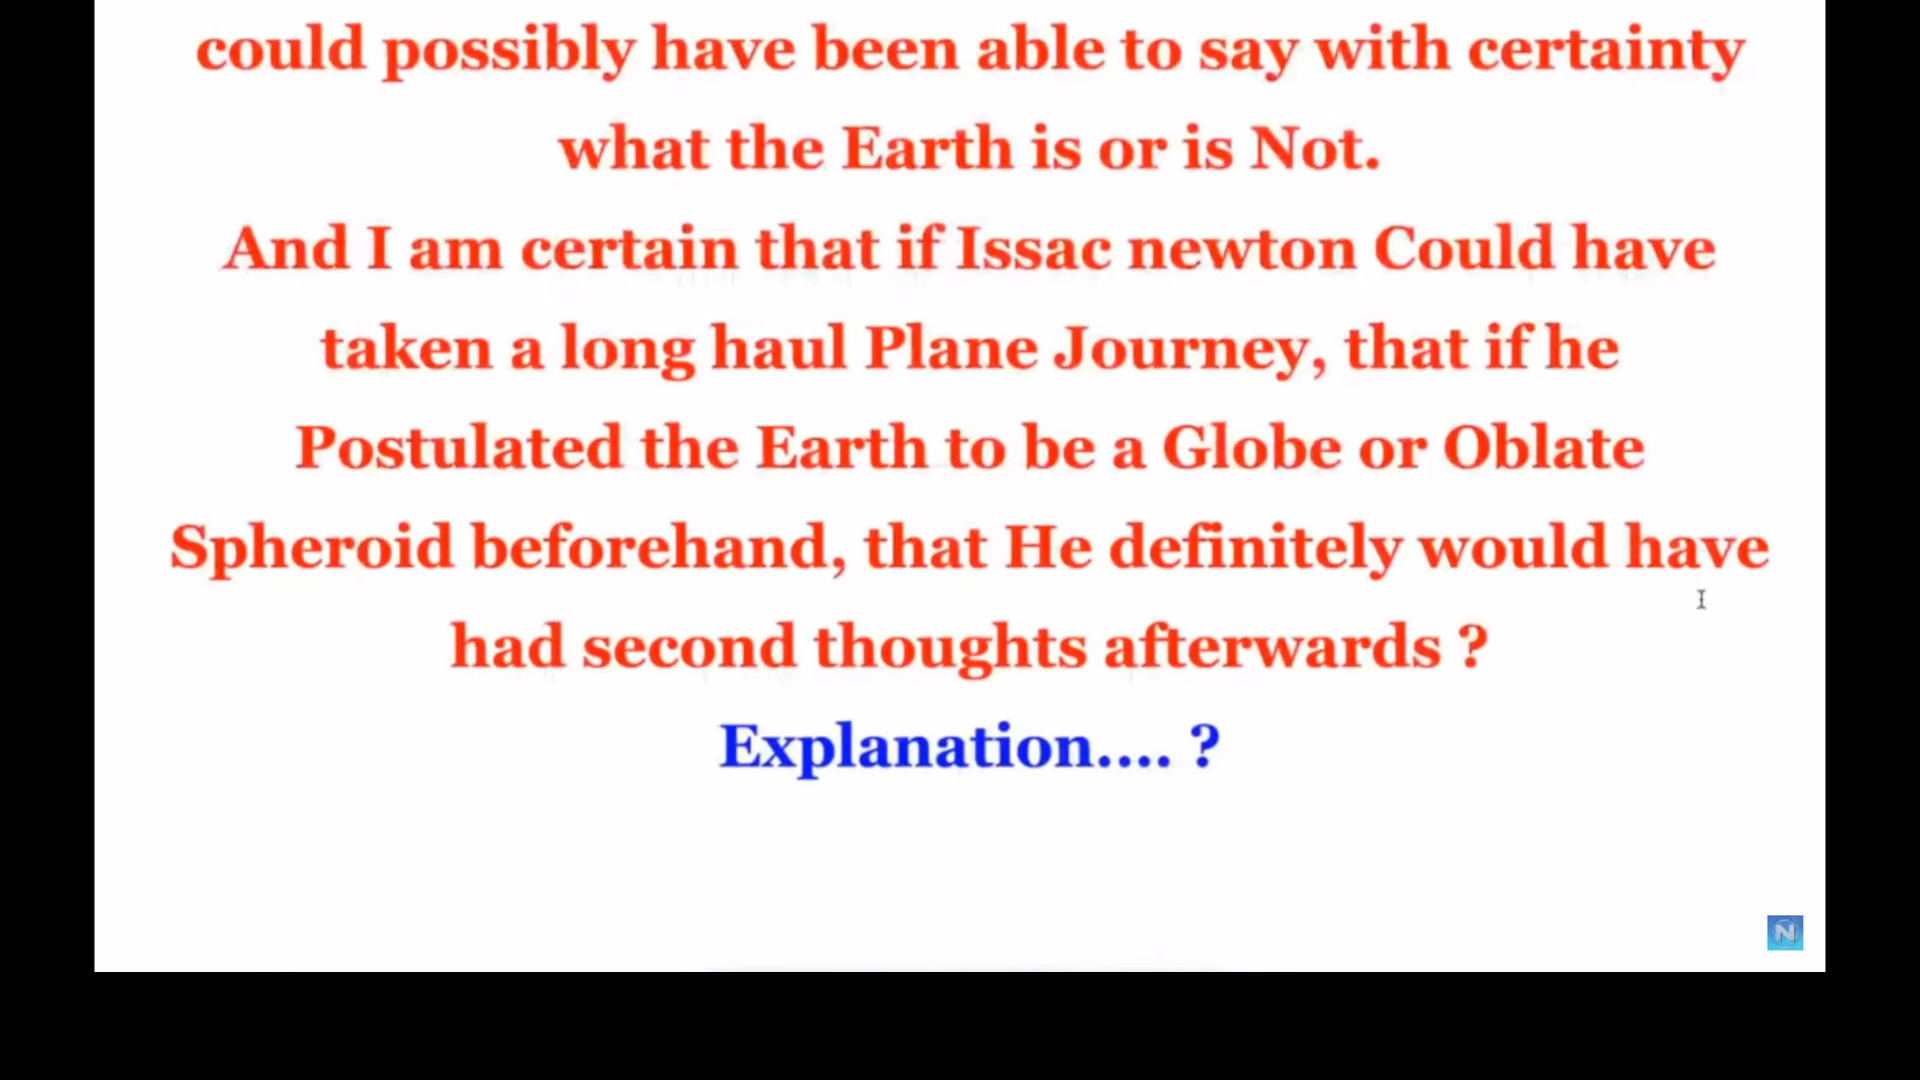 could possibly have been able to say with certainty
what the Earth is or is Not.
And I am certain that if Issac newton Could have
taken a long haul Plane Journey, that if he
Postulated the Earth to be a Globe or Oblate
Spheroid beforehand, that He definitely would have
had second thoughts afterwards ?
Explanation.... ?
N